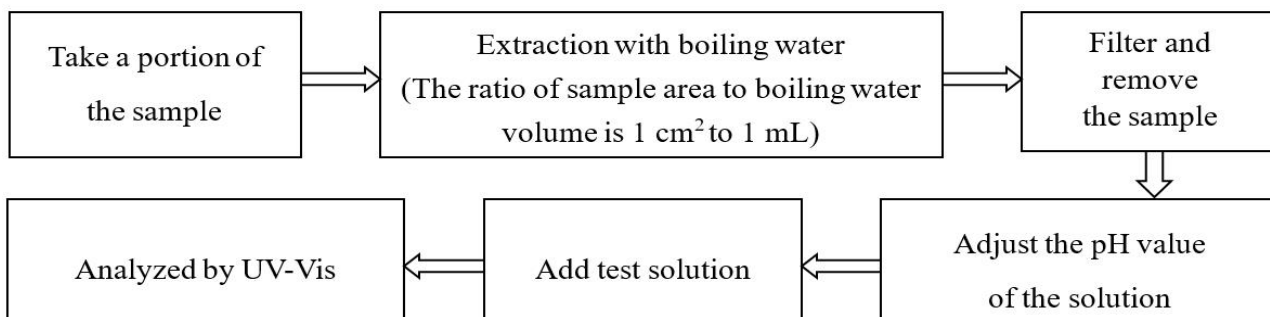 Take a portion of
the sample
Extraction with boiling water
(The ratio of sample area to boiling water
volume is 1 cm² to 1 mL)
Filter and
remove
the sample
Adjust the pH value
of the solution
Add test solution
Analyzed by UV-Vis